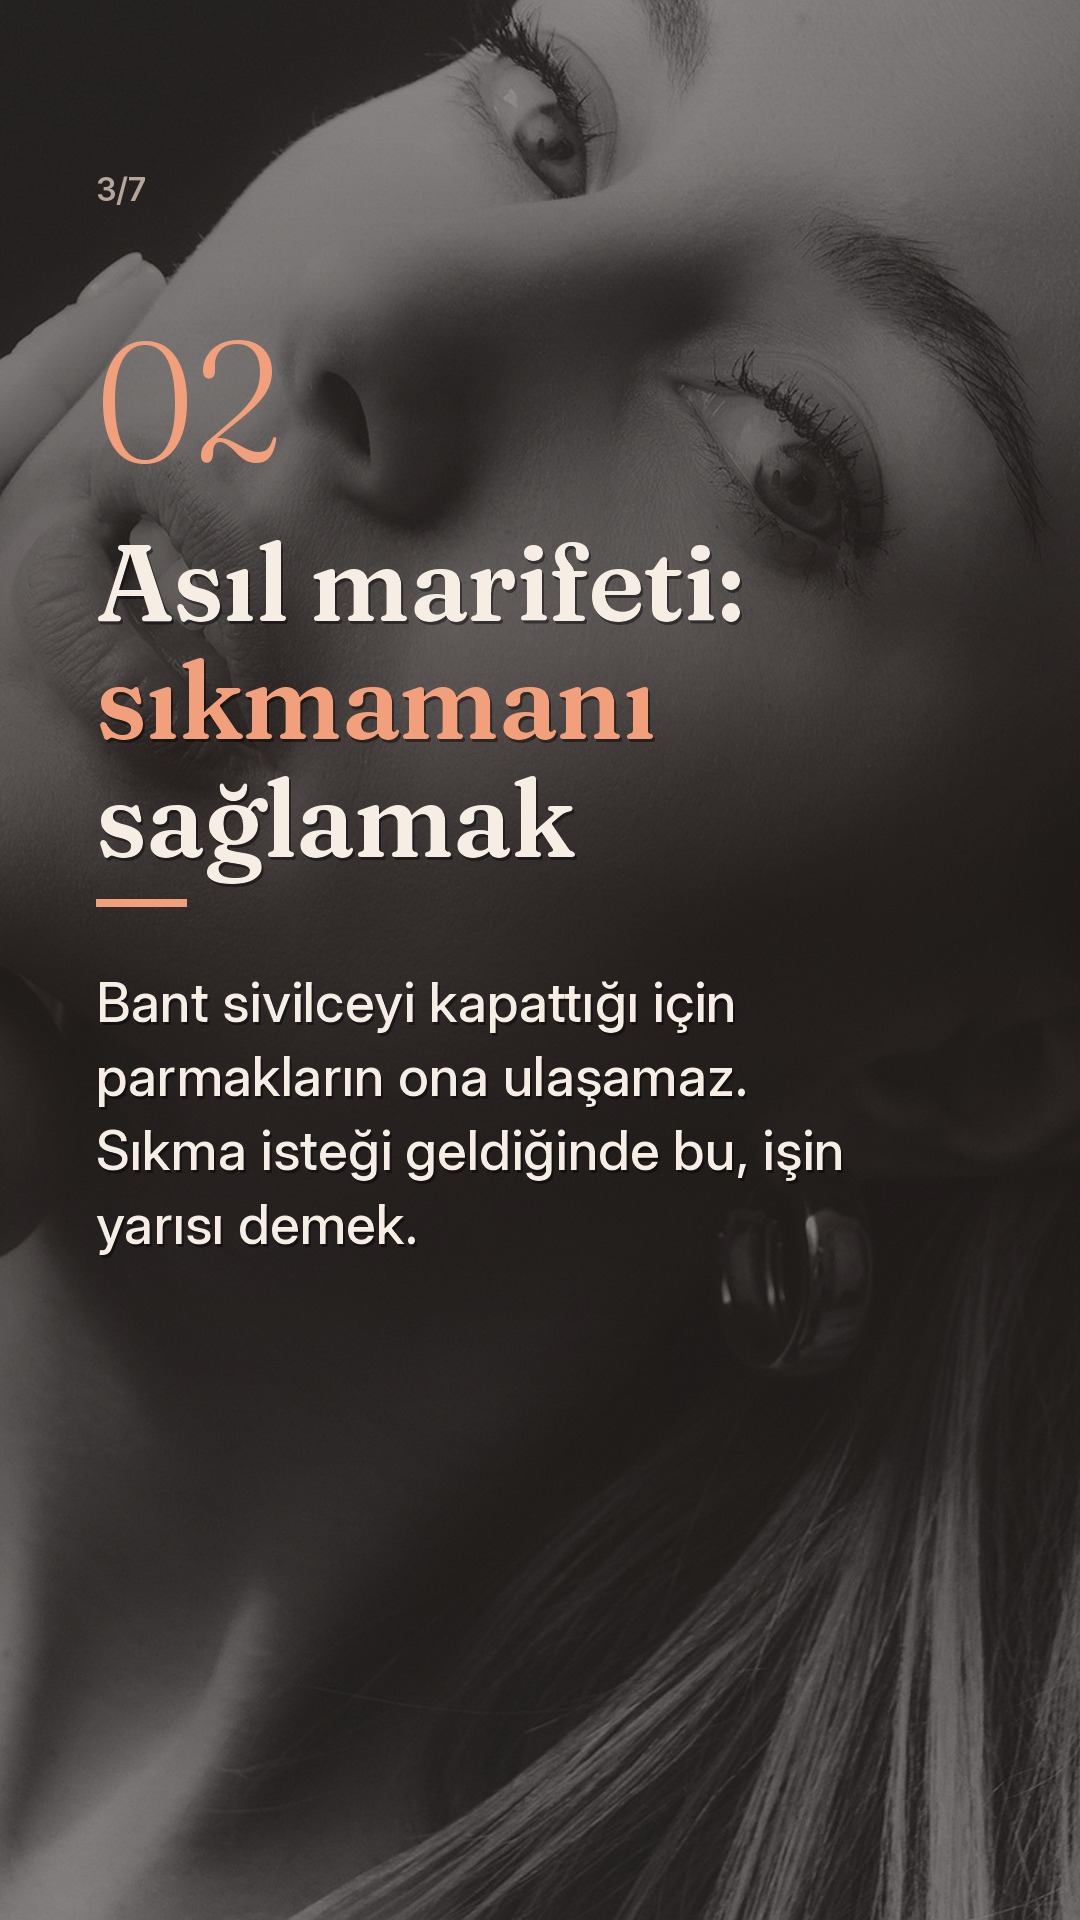 3/7
02
Asıl marifeti:
sıkmamanı
sağlamak
Bant sivilceyi kapattığı için
parmakların ona ulaşamaz.
Sıkma isteği geldiğinde bu, işin
yarısı demek.